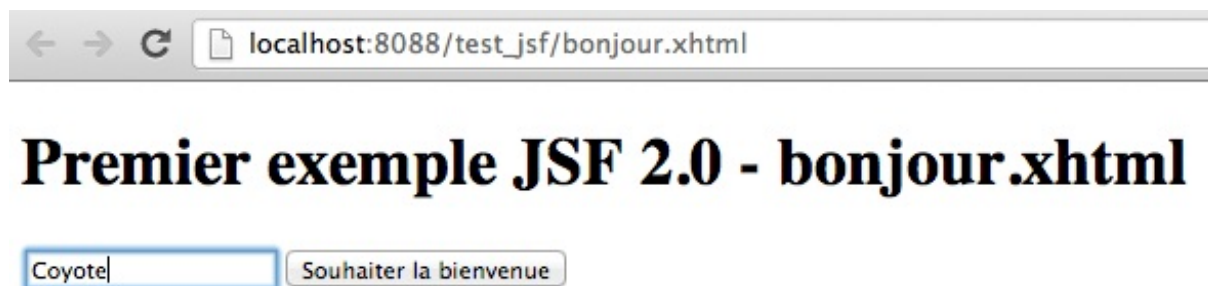 localhost:8088/test_jsf/bonjour.xhtml
Premier exemple JSF 2.0 - bonjour.xhtml
Coyote Souhaiter la bienvenue